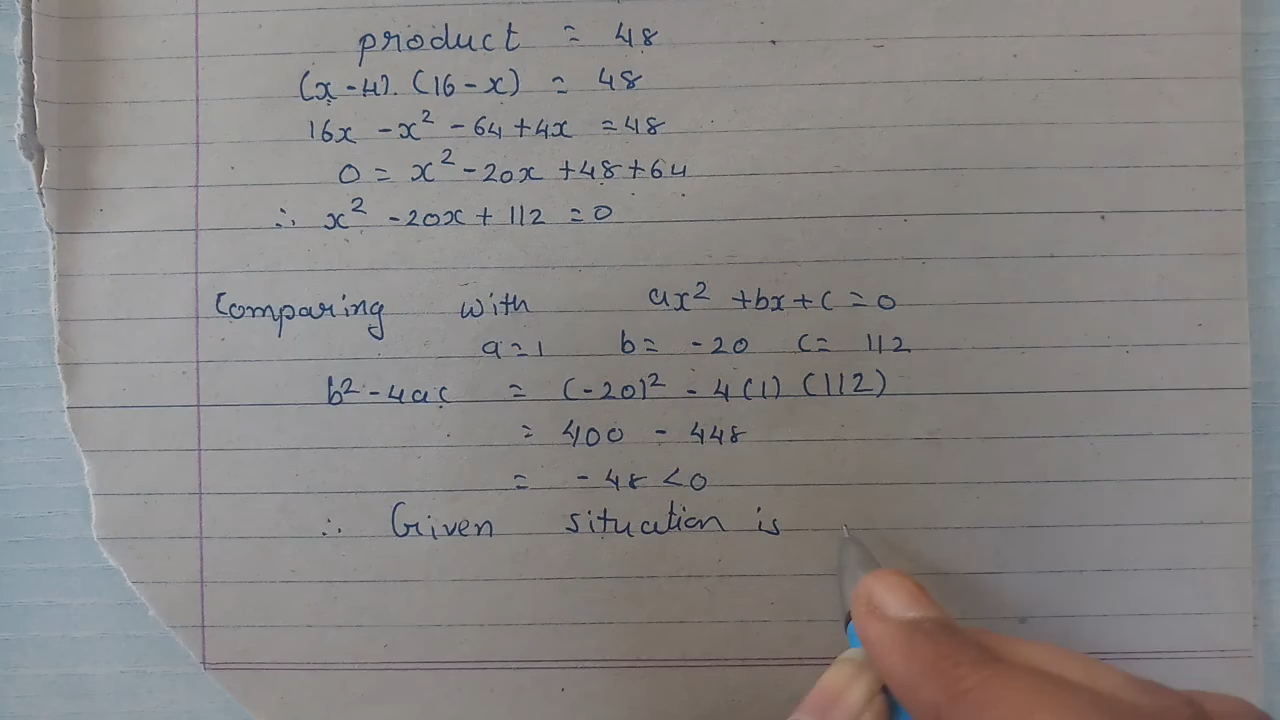 product = 48
(x-4). (16-x) = 48
16x - x² - 64 + 4x = 48
0 = x² - 20x + 48 + 64
∴ x² - 20x + 112 = 0
Comparing with ax² + bx + c = 0
a = 1 b = -20 c = 112
b² - 4ac = (-20)² - 4(1) (112)
= 400 - 448
= -48 < 0
∴ Given situation is